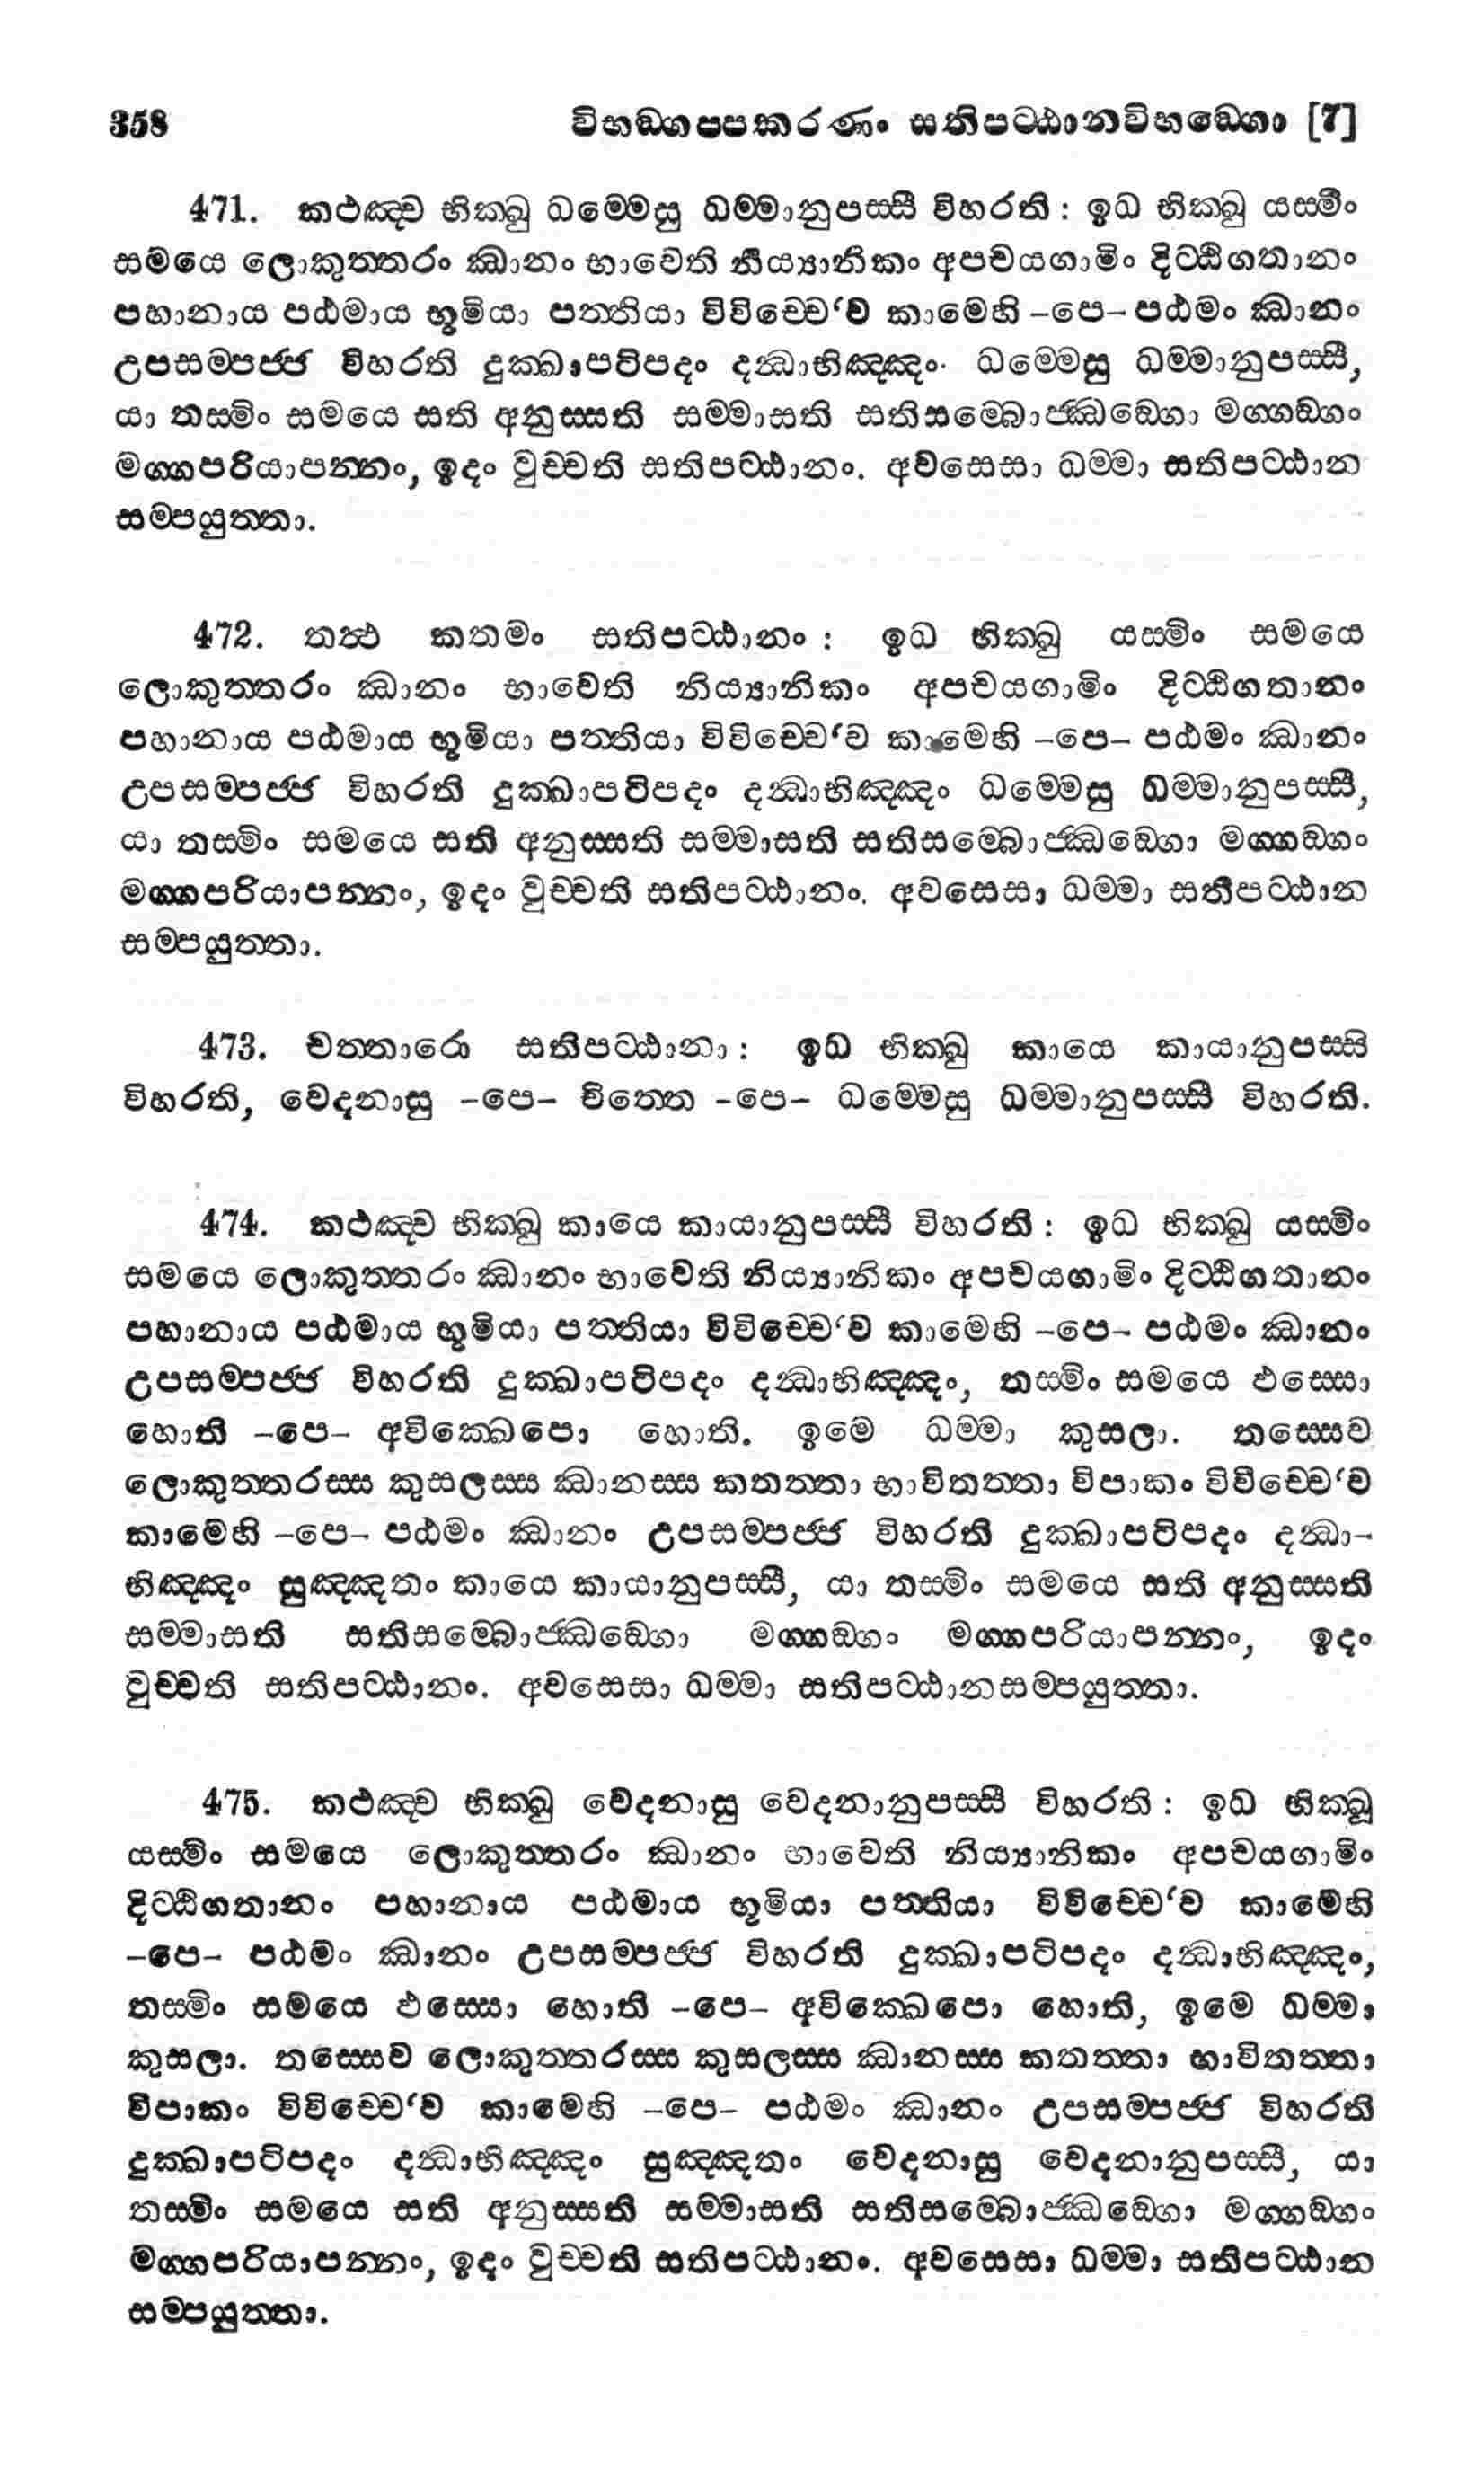 358 විභඞ්ගප්පකරණං සතිපට්ඨානවිභඞ්ගො [7]
471. කථඤ්ච භික්ඛු ධම්මෙසු ධම්මානුපස්සී විහරති : ඉධ භික්ඛු යස්මිං
සමයෙ ලොකුත්තරං ඣානං භාවෙති නීය්‍යානිකං අපචයගාමිං දිට්ඨිගතානං
පහානාය පඨමාය භූමියා පත්තියා විවිච්චෙ‘ව කාමෙහි –පෙ– පඨමං ඣානං
උපසම්පජ්ජ විහරති දුක්ඛාපටිපදං දන්ධාභිඤ්ඤං. ධම්මෙසු ධම්මානුපස්සී,
යා තස්මිං සමයෙ සති අනුස්සති සම්මාසති සතිසම්බොජ්ඣඞ්ගො මග්ගඞ්ගං
මග්ගපරියාපන්නං, ඉදං වුච්චති සතිපට්ඨානං. අවසෙසා ධම්මා සතිපට්ඨාන
සම්පයුත්තා.
472. තත්‍ථ කතමං සතිපට්ඨානං : ඉධ භික්ඛු යස්මිං සමයෙ
ලොකුත්තරං ඣානං භාවෙති නිය්‍යානිකං අපචයගාමිං දිට්ඨිගතානං
පහානාය පඨමාය භූමියා පත්තියා විවිච්චෙ‘ව කාමෙහි –පෙ– පඨමං ඣානං
උපසම්පජ්ජ විහරති දුක්ඛාපටිපදං දන්ධාභිඤ්ඤං ධම්මෙසු ධම්මානුපස්සී,
යා තස්මිං සමයෙ සති අනුස්සති සම්මාසති සතිසම්බොජ්ඣඞ්ගො මග්ගඞ්ගං
මග්ගපරියාපන්නං, ඉදං වුච්චති සතිපට්ඨානං. අවසෙසා ධම්මා සතිපට්ඨාන
සම්පයුත්තා.
473. චත්තාරො සතිපට්ඨානා : ඉධ භික්ඛු කායෙ කායානුපස්සි
විහරති, වෙදනාසු –පෙ– චිත්තෙ –පෙ– ධම්මෙසු ධම්මානුපස්සී විහරති.
474. කථඤ්ච භික්ඛු කායෙ කායානුපස්සී විහරති : ඉධ භික්ඛු යස්මිං
සමයෙ ලොකුත්තරං ඣානං භාවෙති නිය්‍යානිකං අපචයගාමිං දිට්ඨිගතානං
පහානාය පඨමාය භූමියා පත්තියා විවිච්චෙ‘ව කාමෙහි –පෙ– පඨමං ඣානං
උපසම්පජ්ජ විහරති දුක්ඛාපටිපදං දන්ධාභිඤ්ඤං, තස්මිං සමයෙ ඵස්සො
හොති –පෙ– අවික්ඛෙපො හොති. ඉමෙ ධම්මා කුසලා. තස්සෙව
ලොකුත්තරස්ස කුසලස්ස ඣානස්ස කතත්තා භාවිතත්තා විපාකං විවිච්චෙ‘ව
කාමෙහි –පෙ– පඨමං ඣානං උපසම්පජ්ජ විහරති දුක්ඛාපටිපදං දන්ධා–
භිඤ්ඤං සුඤ්ඤතං කායෙ කායානුපස්සී, යා තස්මිං සමයෙ සති අනුස්සති
සම්මාසති සතිසම්බොජ්ඣඞ්ගො මග්ගඞ්ගං මග්ගපරියාපන්නං, ඉදං
වුච්චති සතිපට්ඨානං. අවසෙසා ධම්මා සතිපට්ඨානසම්පයුත්තා.
475. කථඤ්ච භික්ඛු වෙදනාසු වෙදනානුපස්සී විහරති : ඉධ භික්ඛු
යස්මිං සමයෙ ලොකුත්තරං ඣානං භාවෙති නිය්‍යානිකං අපචයගාමිං
දිට්ඨිගතානං පහානාය පඨමාය භූමියා පත්තියා විවිච්චෙ‘ව කාමෙහි
–පෙ– පඨමං ඣානං උපසම්පජ්ජ විහරති දුක්ඛාපටිපදං දන්ධාභිඤ්ඤං,
තස්මිං සමයෙ ඵස්සො හොති –පෙ– අවික්ඛෙපො හොති, ඉමෙ ධම්මා
කුසලා. තස්සෙව ලොකුත්තරස්ස කුසලස්ස ඣානස්ස කතත්තා භාවිතත්තා
විපාකං විවිච්චෙ‘ව කාමෙහි –පෙ– පඨමං ඣානං උපසම්පජ්ජ විහරති
දුක්ඛාපටිපදං දන්ධාභිඤ්ඤං සුඤ්ඤතං වෙදනාසු වෙදනානුපස්සී, යා
තස්මිං සමයෙ සති අනුස්සති සම්මාසති සතිසම්බොජ්ඣඞ්ගො මග්ගඞ්ගං
මග්ගපරියාපන්නං, ඉදං වුච්චති සතිපට්ඨානං. අවසෙසා ධම්මා සතිපට්ඨාන
සම්පයුත්තා.